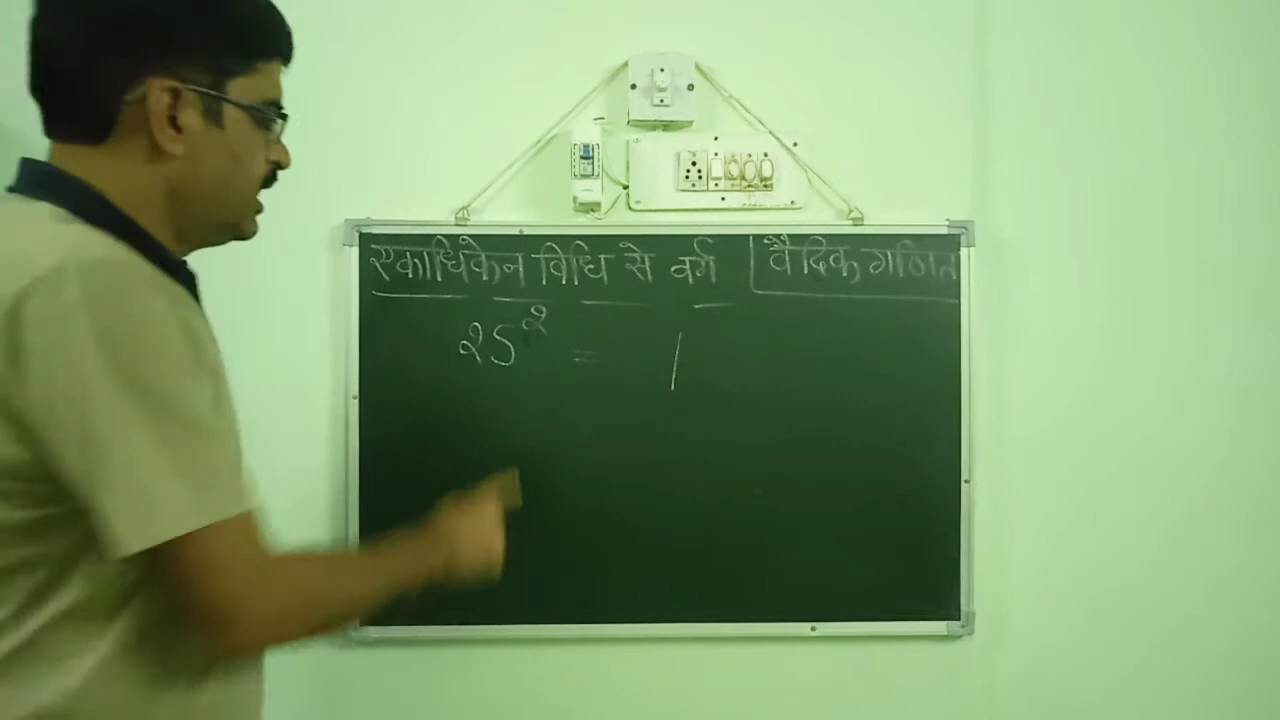 एकाधिकेन विधि से वर्ग | वैदिक गणित
25² = /